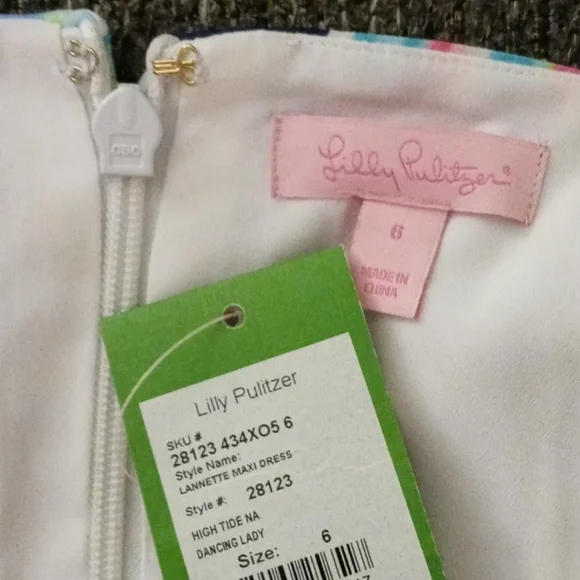 Lilly Pulitzer
6
MADE IN
CHINA
Lilly Pulitzer
SKU #
28123 434XO5 6
Style Name:
LANNETTE MAXI DRESS
Style #: 28123
HIGH TIDE NA
DANCING LADY
Size: 6